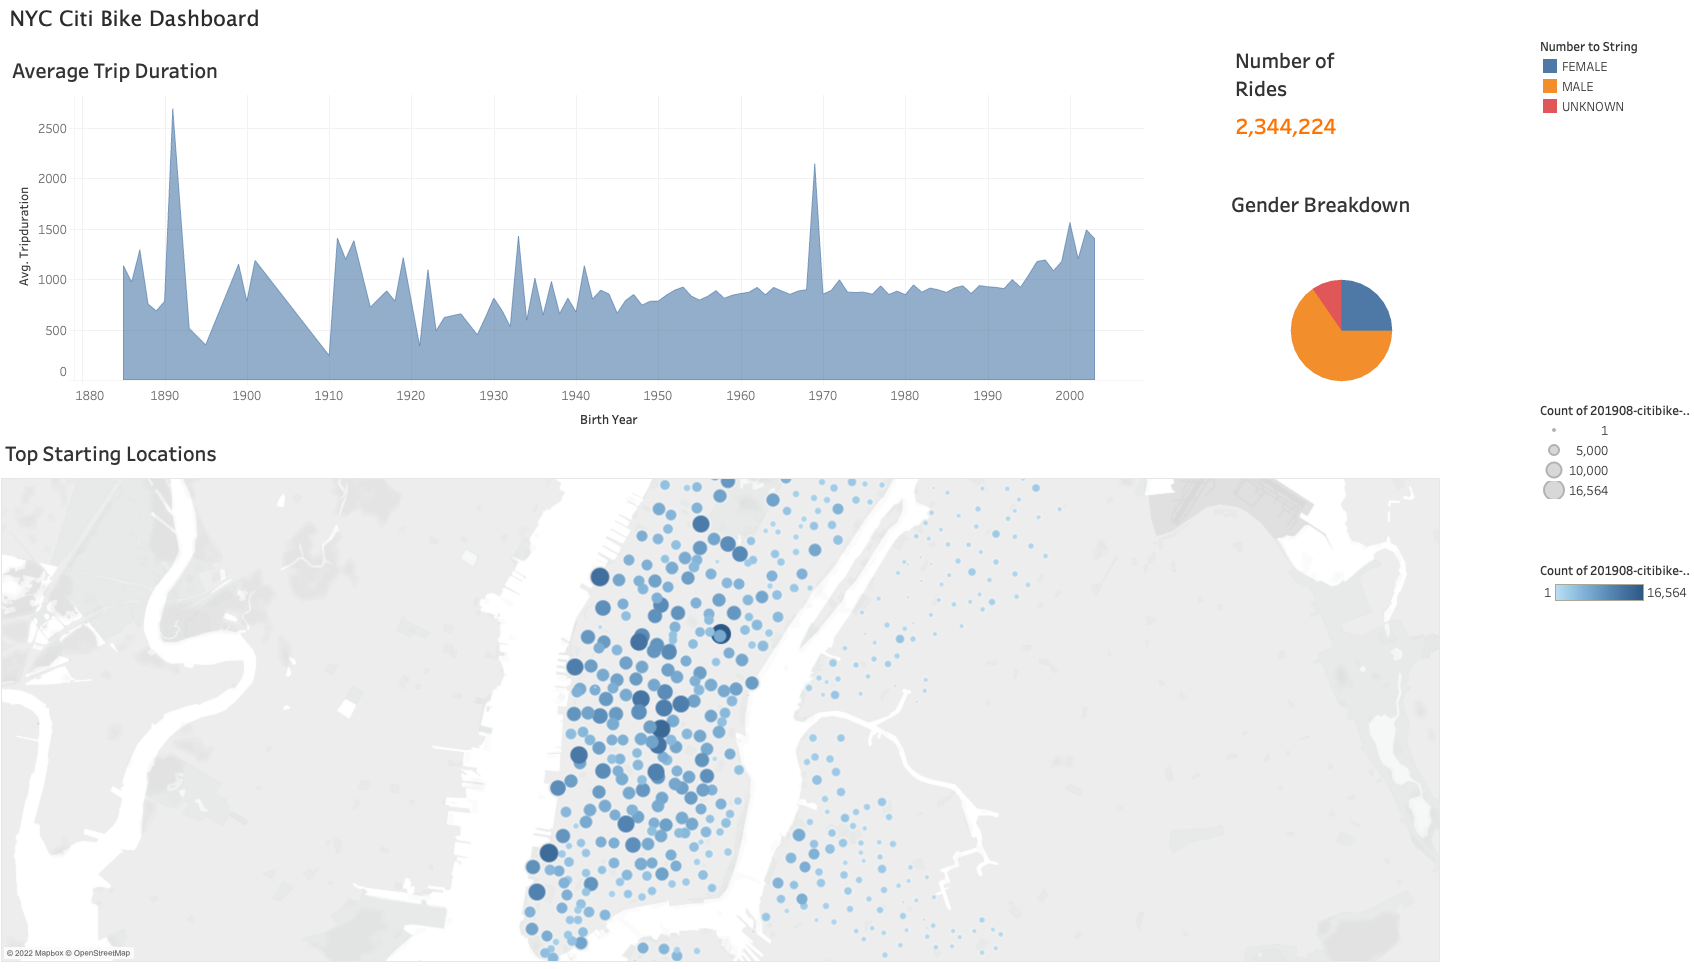 NYC Citi Bike Dashboard
Average Trip Duration
2500
2000
1500
1000
500
0
Avg. Tripduration
1880 1890 1900 1910 1920 1930 1940 1950 1960 1970 1980 1990 2000
Birth Year
Number of
Rides
2,344,224
Gender Breakdown
Number to String
FEMALE
MALE
UNKNOWN
Count of 201908-citibike-..
1
5,000
10,000
16,564
Count of 201908-citibike-..
1 16,564
Top Starting Locations
© 2022 Mapbox © OpenStreetMap